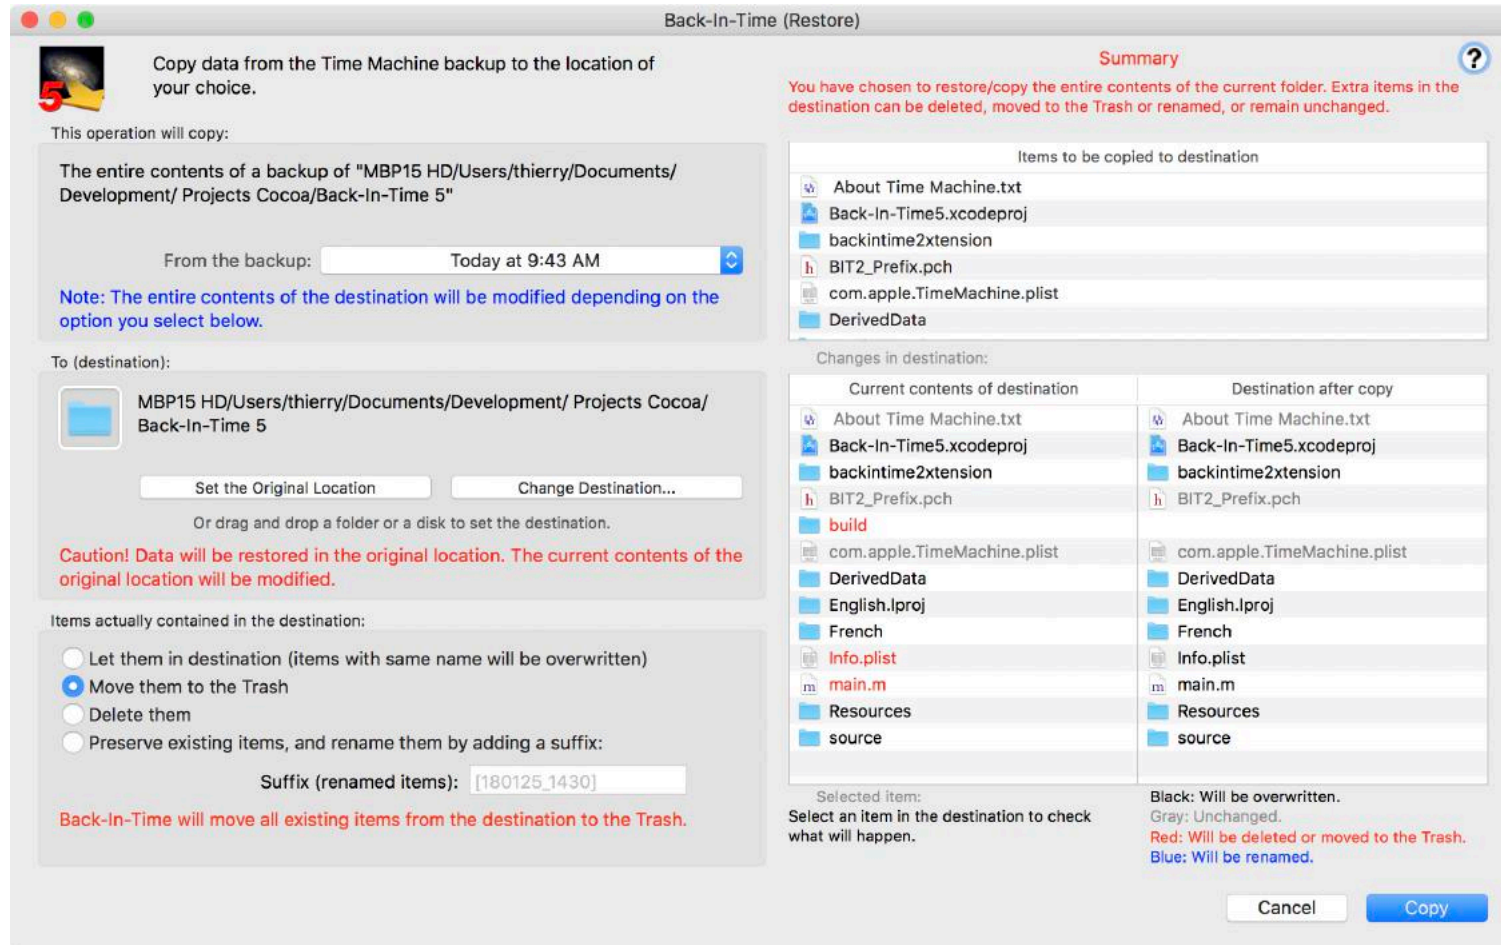 Back-In-Time (Restore)
5
Copy data from the Time Machine backup to the location of
your choice.
This operation will copy:
The entire contents of a backup of "MBP15 HD/Users/thierry/Documents/
Development/ Projects Cocoa/Back-In-Time 5"
From the backup: Today at 9:43 AM
Note: The entire contents of the destination will be modified depending on the
option you select below.
To (destination):
MBP15 HD/Users/thierry/Documents/Development/ Projects Cocoa/
Back-In-Time 5
Set the Original Location Change Destination...
Or drag and drop a folder or a disk to set the destination.
Caution! Data will be restored in the original location. The current contents of the
original location will be modified.
Items actually contained in the destination:
Let them in destination (items with same name will be overwritten)
Move them to the Trash
Delete them
Preserve existing items, and rename them by adding a suffix:
Suffix (renamed items): [180125_1430]
Back-In-Time will move all existing items from the destination to the Trash.
Summary
?
You have chosen to restore/copy the entire contents of the current folder. Extra items in the
destination can be deleted, moved to the Trash or renamed, or remain unchanged.
Items to be copied to destination
About Time Machine.txt
Back-In-Time5.xcodeproj
backintime2xtension
h BIT2_Prefix.pch
com.apple.TimeMachine.plist
DerivedData
Changes in destination:
Current contents of destination
About Time Machine.txt
Back-In-Time5.xcodeproj
backintime2xtension
h BIT2_Prefix.pch
build
com.apple.TimeMachine.plist
DerivedData
English.lproj
French
Info.plist
m main.m
Resources
source
Destination after copy
About Time Machine.txt
Back-In-Time5.xcodeproj
backintime2xtension
h BIT2_Prefix.pch
com.apple.TimeMachine.plist
DerivedData
English.lproj
French
Info.plist
m main.m
Resources
source
Selected item:
Select an item in the destination to check
what will happen.
Black: Will be overwritten.
Gray: Unchanged.
Red: Will be deleted or moved to the Trash.
Blue: Will be renamed.
Cancel Copy